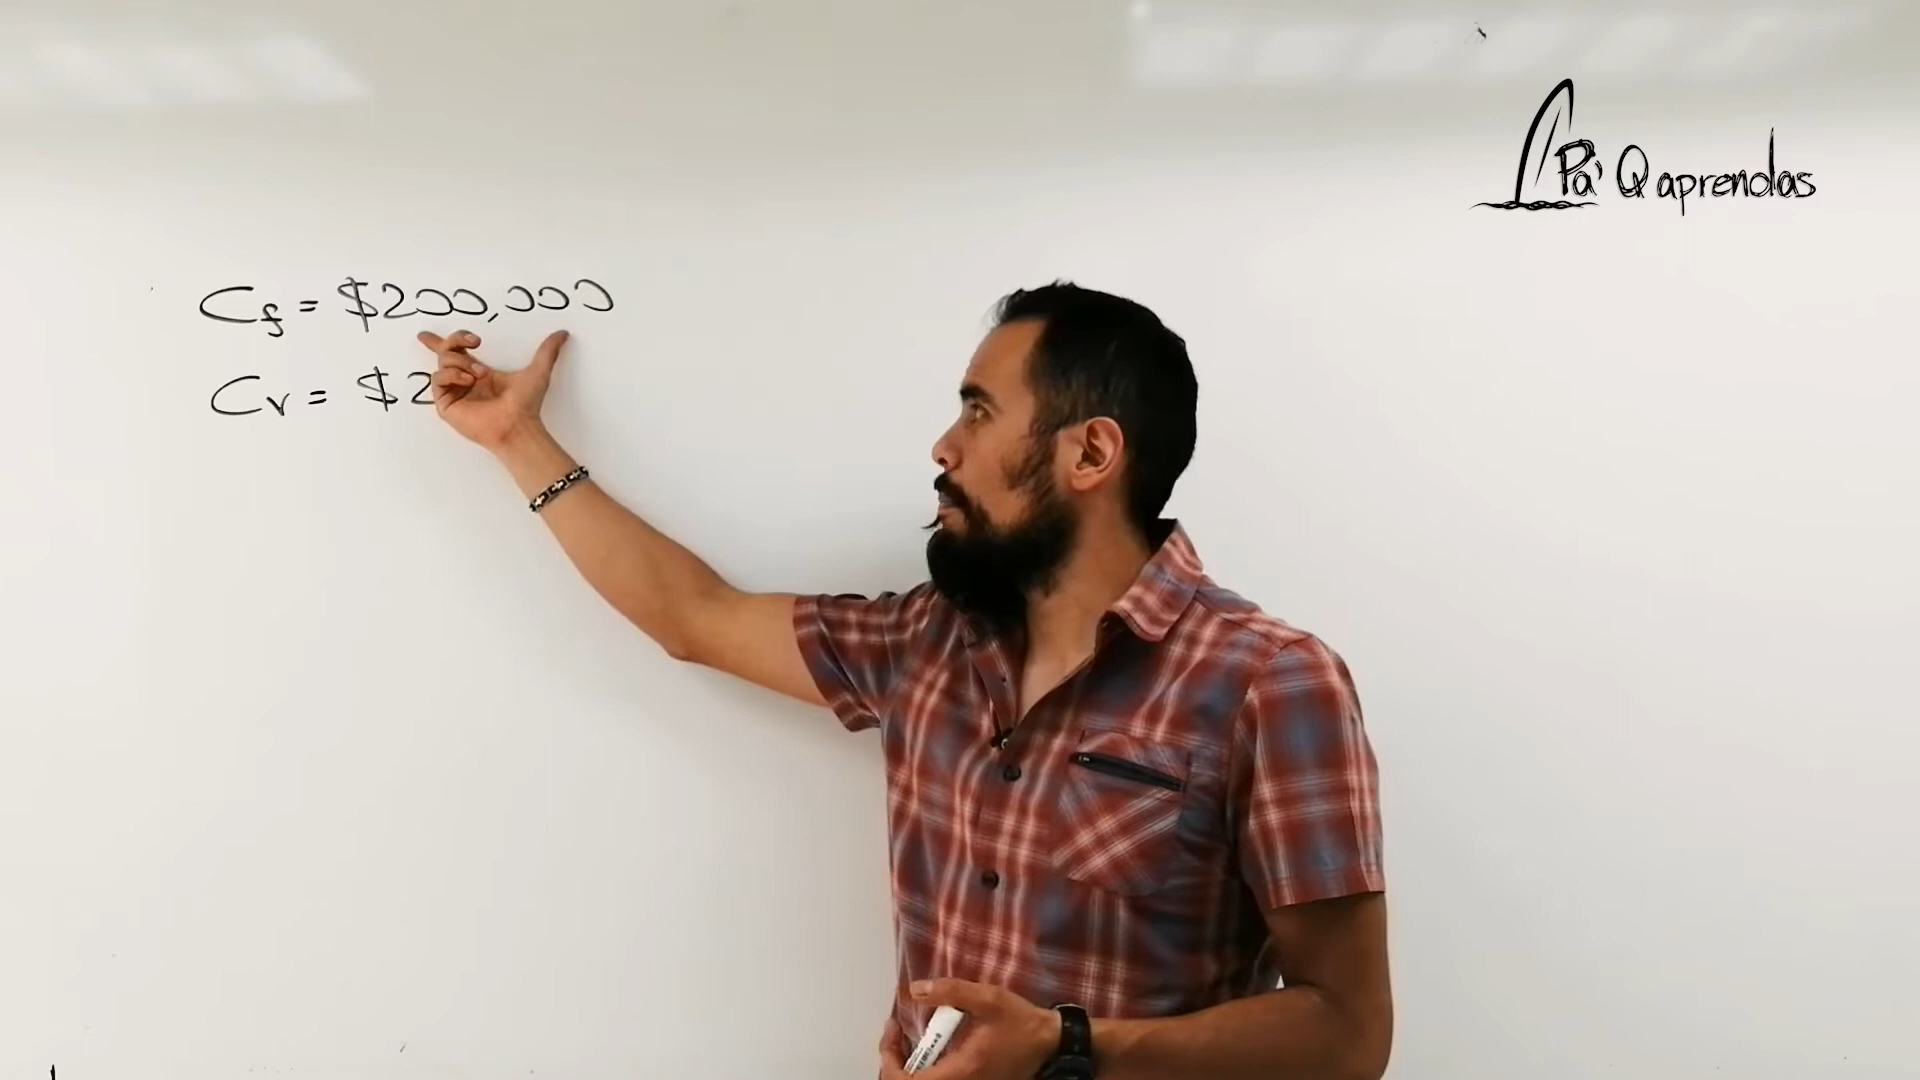 Pa' Q aprendas
Cf = $200,000
Cv = $2